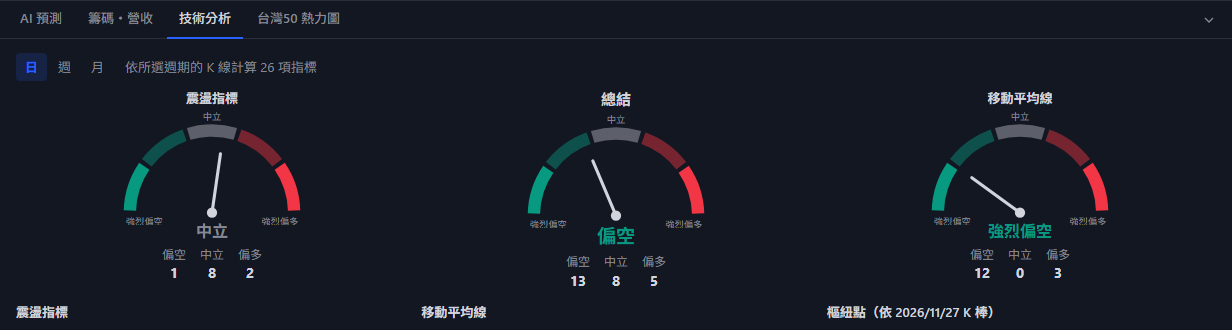 AI 預測 籌碼・營收 技術分析 台灣50 熱力圖
日 週 月 依所選週期的 K 線計算 26 項指標
震盪指標
中立
強烈偏空 強烈偏多
中立
偏空 中立 偏多
1 8 2
總結
中立
強烈偏空 強烈偏多
偏空
偏空 中立 偏多
13 8 5
移動平均線
中立
強烈偏空 強烈偏多
強烈偏空
偏空 中立 偏多
12 0 3
震盪指標 移動平均線 樞紐點（依 2026/11/27 K 棒）